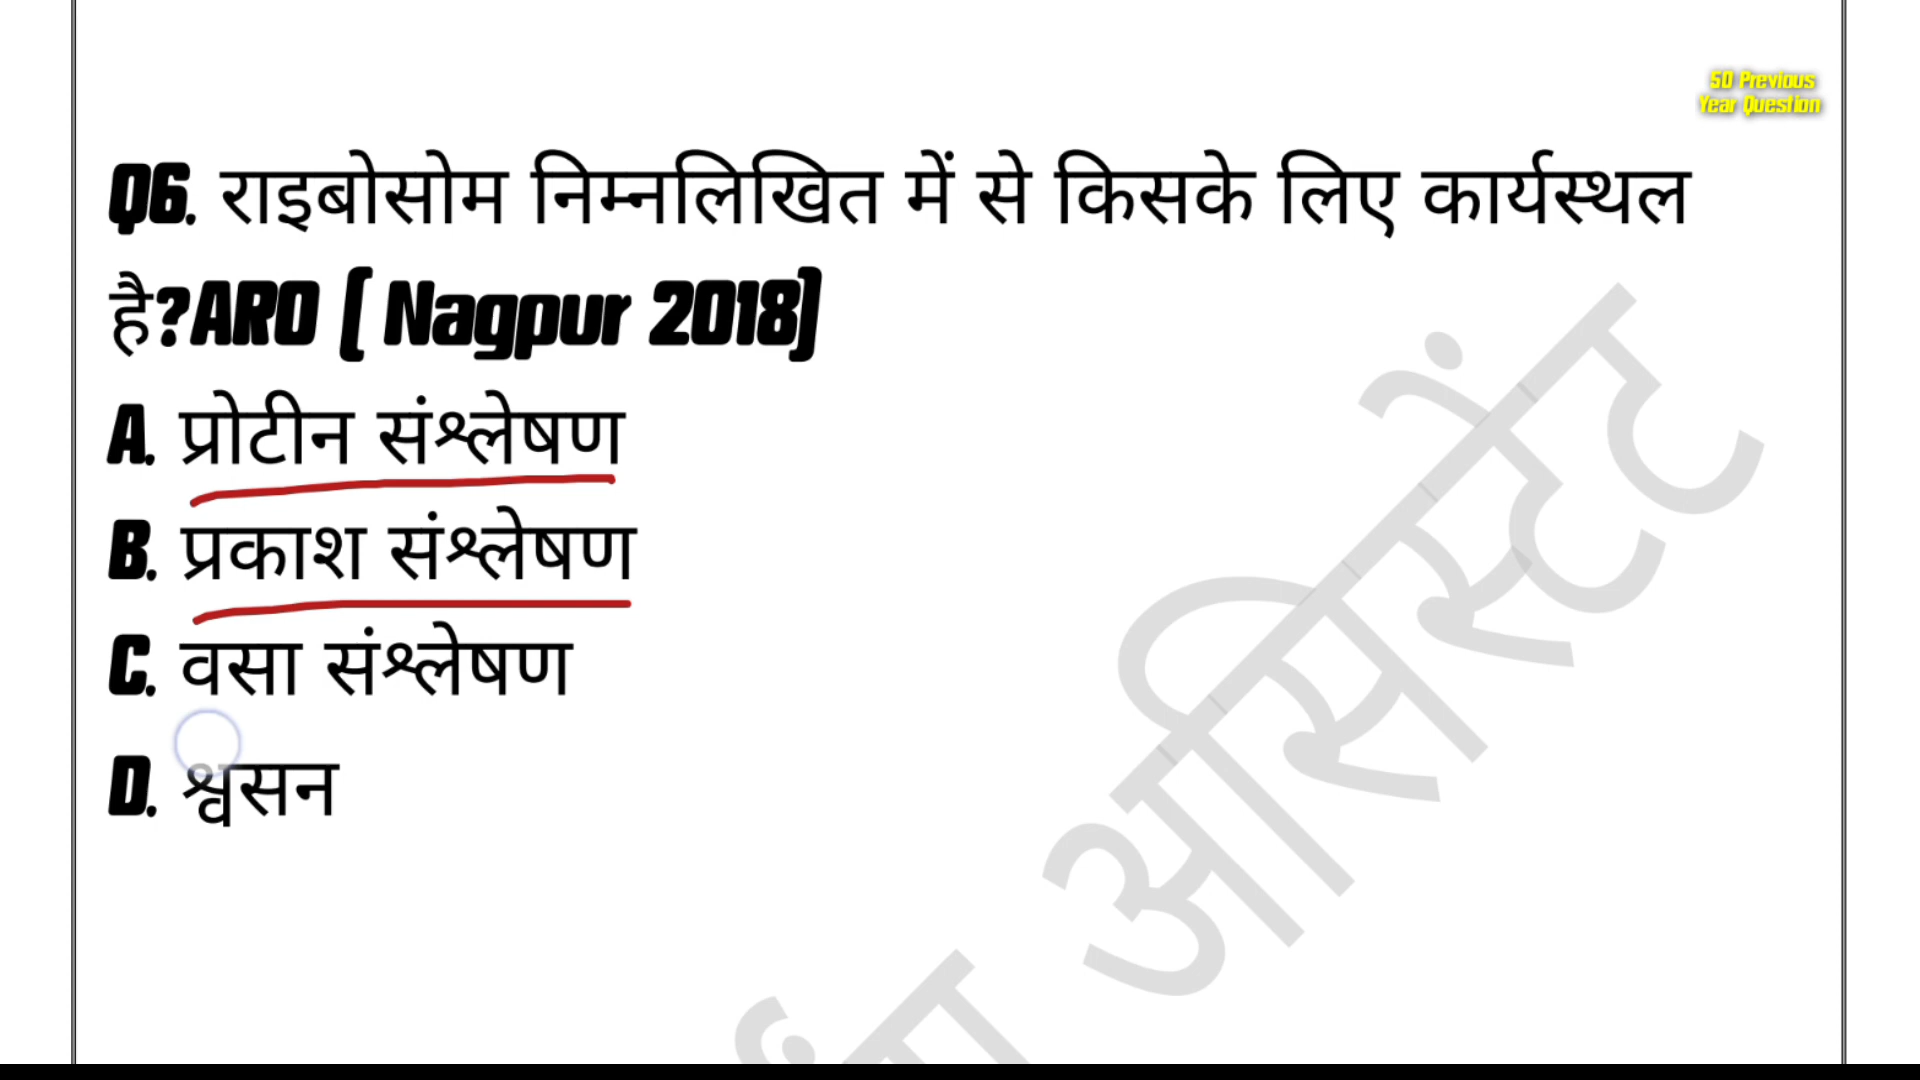 50 Previous
Year Question
Q6. राइबोसोम निम्नलिखित में से किसके लिए कार्यस्थल
है?ARO ( Nagpur 2018)
A. प्रोटीन संश्लेषण
B. प्रकाश संश्लेषण
C. वसा संश्लेषण
D. श्वसन
असिस्टेंट